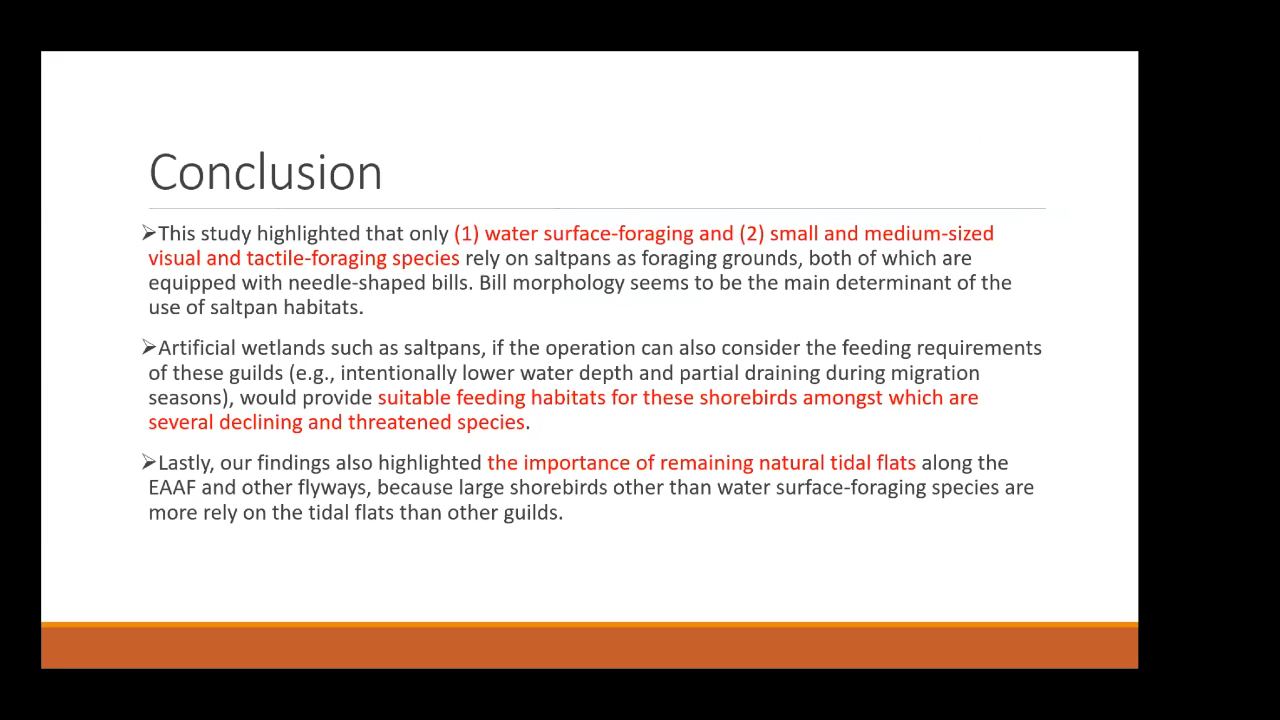 Conclusion
➢This study highlighted that only (1) water surface-foraging and (2) small and medium-sized
visual and tactile-foraging species rely on saltpans as foraging grounds, both of which are
equipped with needle-shaped bills. Bill morphology seems to be the main determinant of the
use of saltpan habitats.
➢Artificial wetlands such as saltpans, if the operation can also consider the feeding requirements
of these guilds (e.g., intentionally lower water depth and partial draining during migration
seasons), would provide suitable feeding habitats for these shorebirds amongst which are
several declining and threatened species.
➢Lastly, our findings also highlighted the importance of remaining natural tidal flats along the
EAAF and other flyways, because large shorebirds other than water surface-foraging species are
more rely on the tidal flats than other guilds.